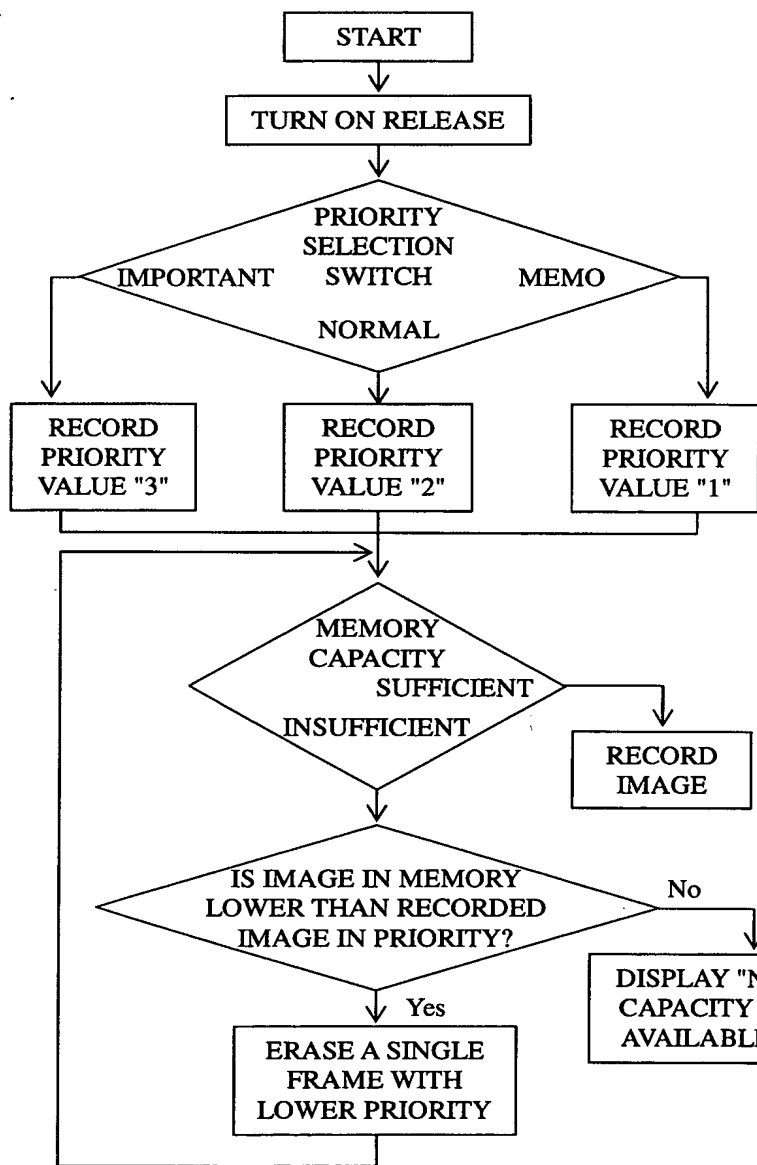 START
TURN ON RELEASE
PRIORITY
SELECTION
SWITCH
IMPORTANT
MEMO
NORMAL
RECORD
PRIORITY
VALUE "3"
RECORD
PRIORITY
VALUE "2"
RECORD
PRIORITY
VALUE "1"
MEMORY
CAPACITY
SUFFICIENT
INSUFFICIENT
RECORD
IMAGE
IS IMAGE IN MEMORY
LOWER THAN RECORDED
IMAGE IN PRIORITY?
No
Yes
DISPLAY
CAPACITY
AVAILABLE
ERASE A SINGLE
FRAME WITH
LOWER PRIORITY